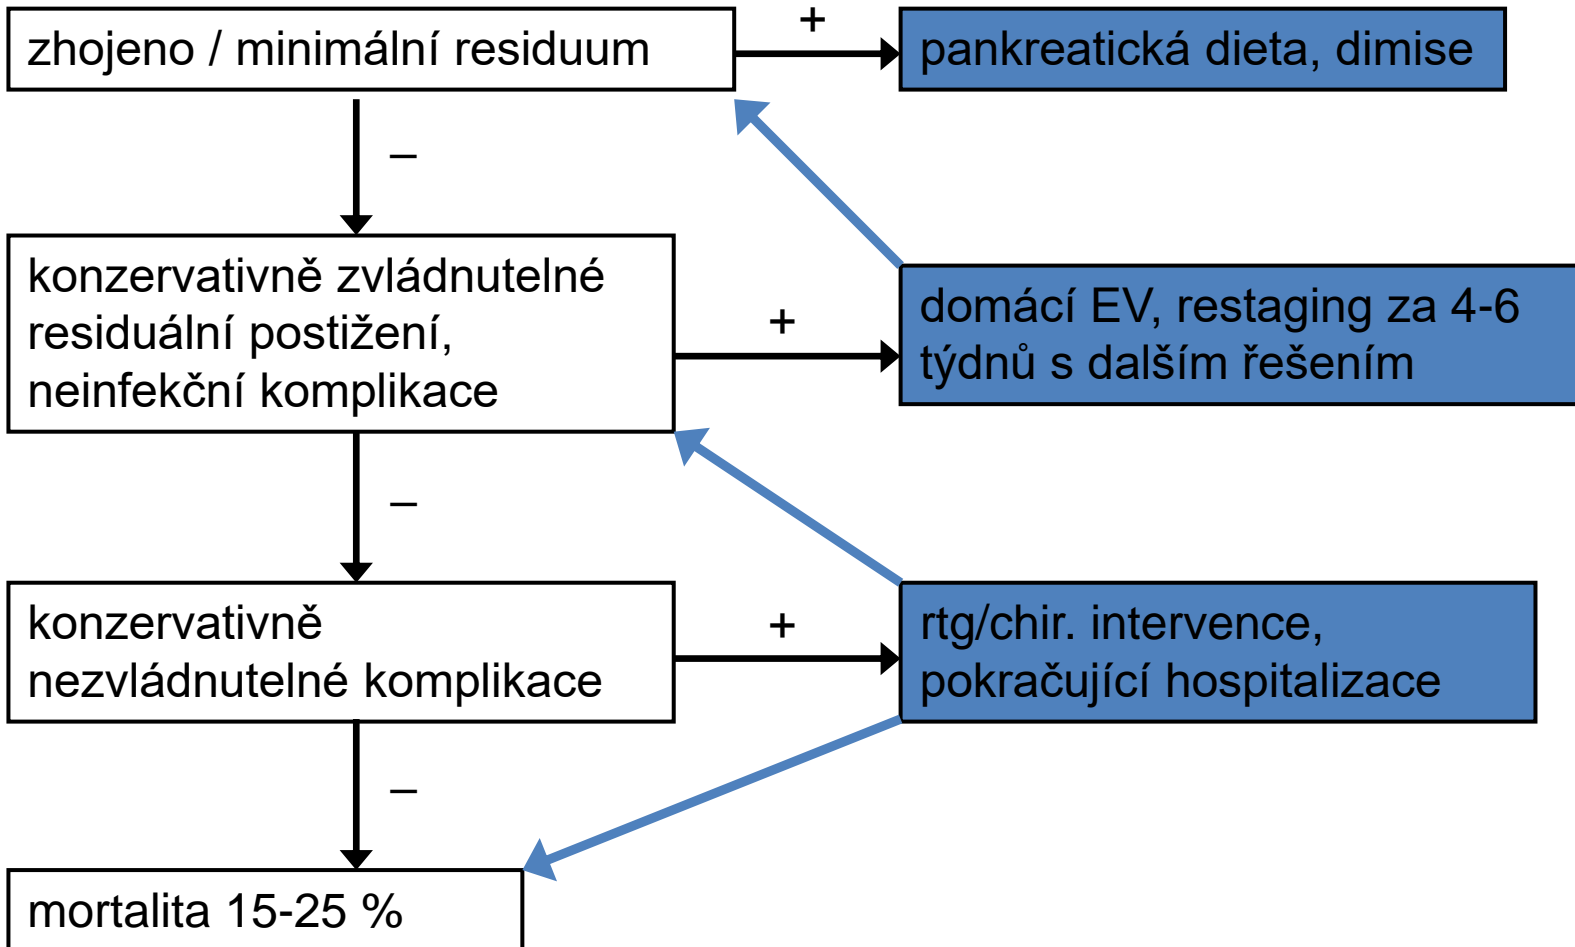 zhojeno / minimální residuum
+
pankreatická dieta, dimise
–
konzervativně zvládnutelné
residuální postižení,
neinfekční komplikace
+
domácí EV, restaging za 4-6
týdnů s dalším řešením
–
konzervativně
nezvládnutelné komplikace
+
rtg/chir. intervence,
pokračující hospitalizace
–
mortalita 15-25 %